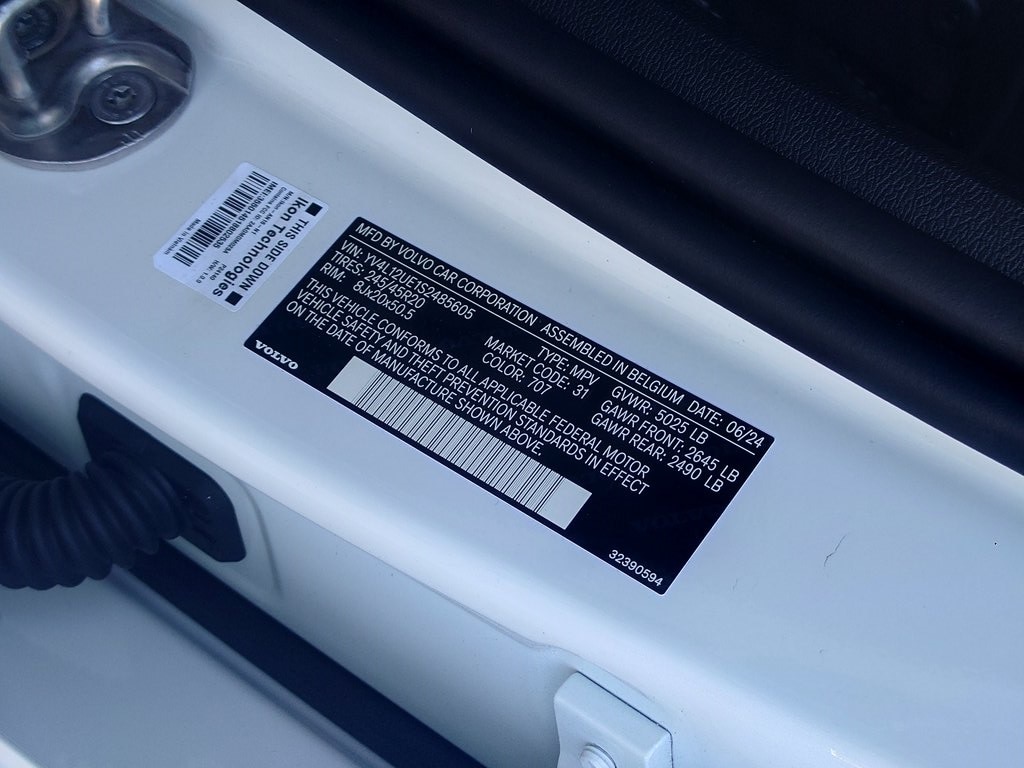 MFD BY VOLVO CAR CORPORATION ASSEMBLED IN BELGIUM DATE: 06/24
VIN: YV4L12UE1S2485605 TYPE: MPV GVWR: 5025 LB
TIRES: 245/45R20 MARKET CODE: 31 GAWR FRONT: 2645 LB
RIM: 8Jx20x50.5 COLOR: 707 GAWR REAR: 2490 LB
THIS VEHICLE CONFORMS TO ALL APPLICABLE FEDERAL MOTOR
VEHICLE SAFETY AND THEFT PREVENTION STANDARDS IN EFFECT
ON THE DATE OF MANUFACTURE SHOWN ABOVE.
VOLVO
32390594
THIS SIDE DOWN
Ikon Technologies
Made in Vietnam